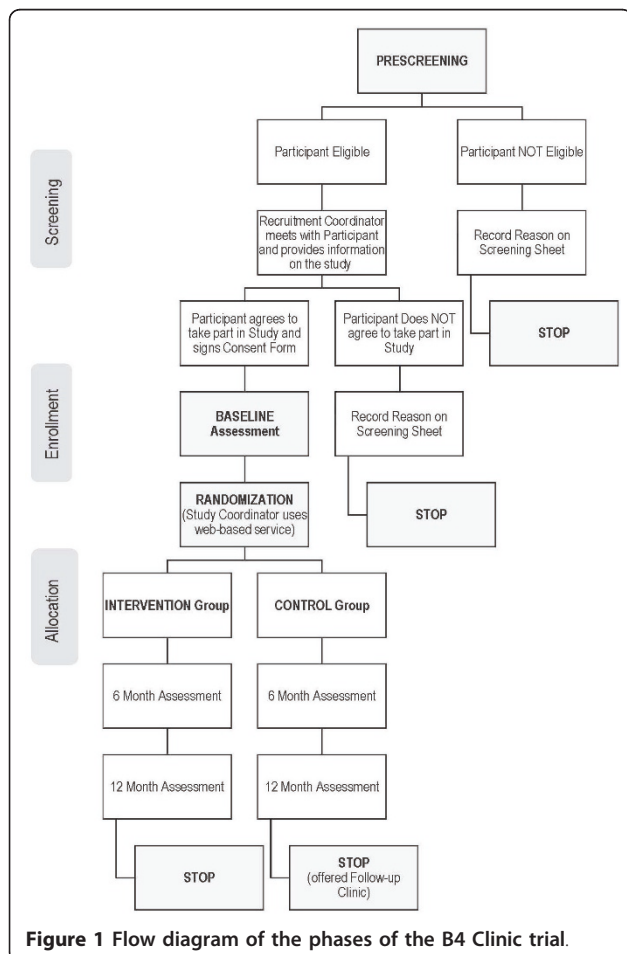 PRESCREENING
Participant Eligible
Participant NOT Eligible
Screening
Recruitment Coordinator
meets with Participant
and provides information
on the study
Record Reason on
Screening Sheet
Participant agrees to
take part in Study and
signs Consent Form
Participant Does NOT
agree to take part in
Study
STOP
Enrollment
BASELINE
Assessment
Record Reason on
Screening Sheet
RANDOMIZATION
(Study Coordinator uses
web-based service)
STOP
Allocation
INTERVENTION Group
CONTROL Group
6 Month Assessment
6 Month Assessment
12 Month Assessment
12 Month Assessment
STOP
STOP
(offered Follow-up
Clinic)
Figure 1 Flow diagram of the phases of the B4 Clinic trial.